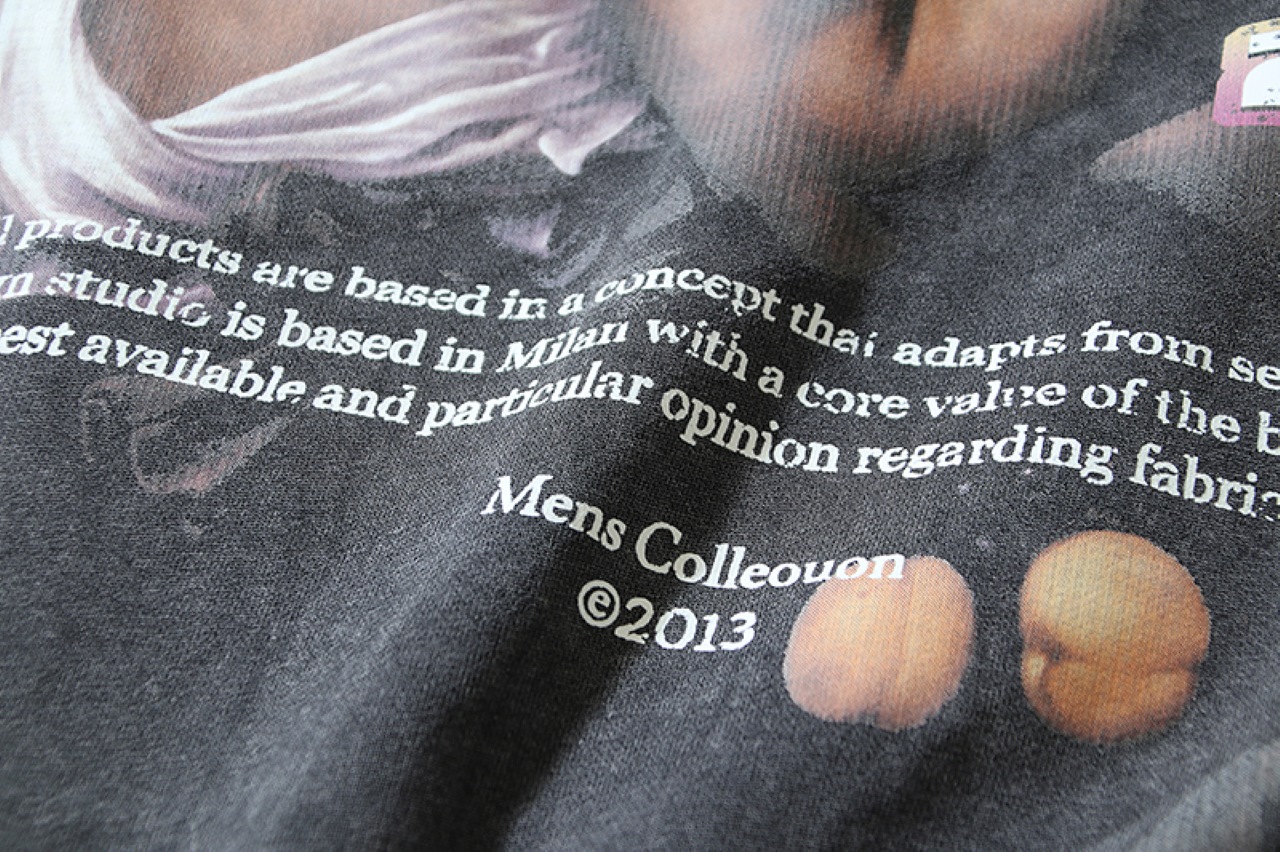 l products are based in a concept that adapts from se
n studio is based in Milan with a core value of the b
est available and particular opinion regarding fabric
Mens Colleouon
©2013